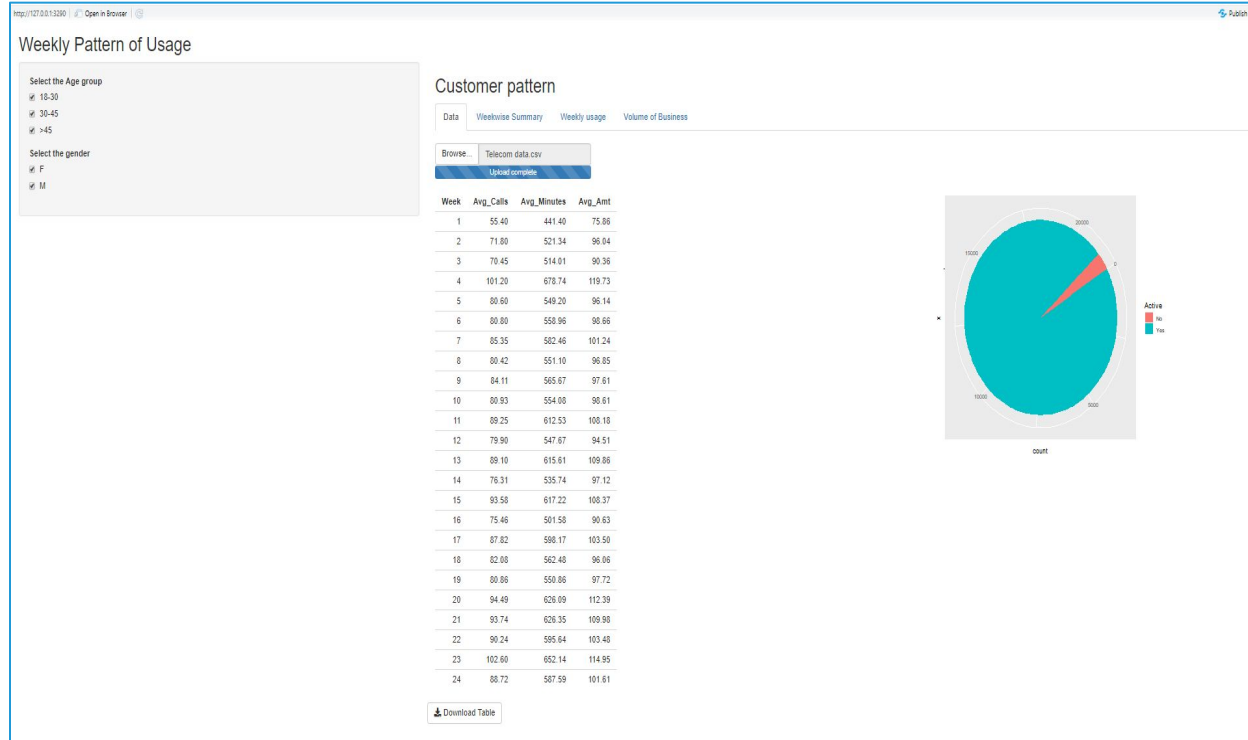 http://127.0.0.1:3290 Open in Browser Publish
Weekly Pattern of Usage
Select the Age group
18-30
30-45
>45
Select the gender
F
M
Customer pattern
Data Weekwise Summary Weekly usage Volume of Business
Browse... Telecom data.csv
Upload complete
Week Avg_Calls Avg_Minutes Avg_Amt
1 55.40 441.40 75.86
2 71.80 521.34 96.04
3 70.45 514.01 90.36
4 101.20 678.74 119.73
5 80.60 549.20 96.14
6 80.80 558.96 98.66
7 85.35 582.46 101.24
8 80.42 551.10 96.85
9 84.11 565.67 97.61
10 80.93 554.08 98.61
11 89.25 612.53 108.18
12 79.90 547.67 94.51
13 89.10 615.61 109.86
14 76.31 535.74 97.12
15 93.58 617.22 108.37
16 75.46 501.58 90.63
17 87.82 598.17 103.50
18 82.08 562.48 96.06
19 80.86 550.86 97.72
20 94.49 626.09 112.39
21 93.74 626.35 109.98
22 90.24 595.64 103.48
23 102.60 652.14 114.95
24 88.72 587.59 101.61
Download Table
20000
15000
0
x
10000
5000
count
Active
No
Yes